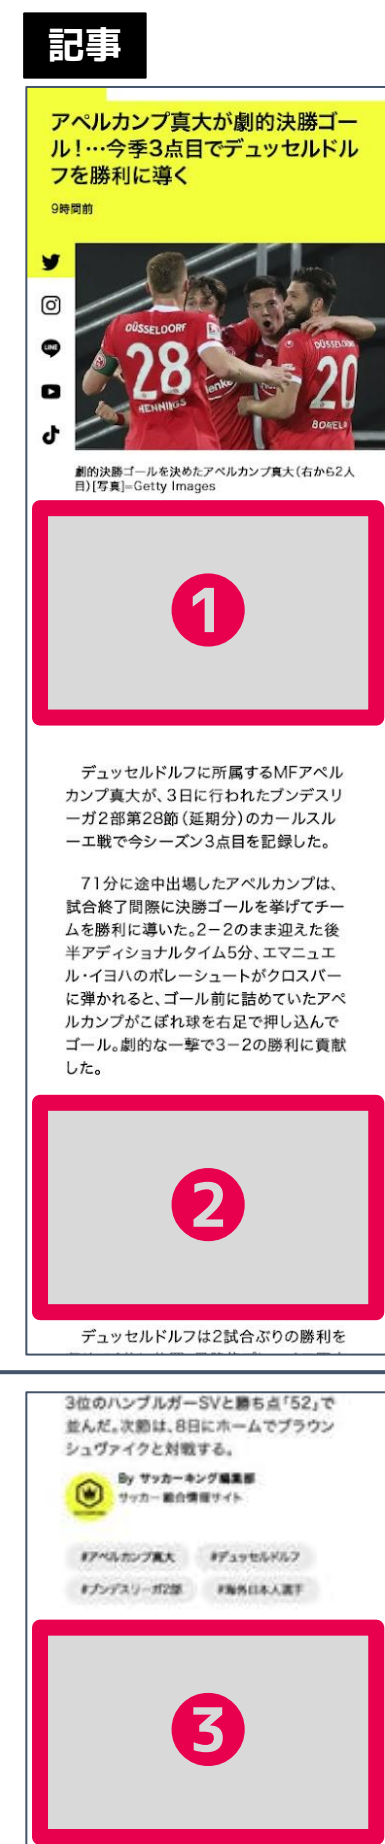 記事
アペルカンプ真大が劇的決勝ゴー
ル！…今季3点目でデュッセルドル
フを勝利に導く
9時間前
DÜSSELDORF
28
HENNINGS
DÜSSELDORF
20
LINE
劇的決勝ゴールを決めたアペルカンプ真大（右から2人
目）[写真]=Getty Images
1
デュッセルドルフに所属するMFアペル
カンプ真大が、3日に行われたブンデスリ
ーガ2部第28節（延期分）のカールスル
ーエ戦で今シーズン3点目を記録した。
71分に途中出場したアペルカンプは、
試合終了間際に決勝ゴールを挙げてチー
ムを勝利に導いた。2−2のまま迎えた後
半アディショナルタイム5分、エマニュエ
ル・イヨハのボレーシュートがクロスバー
に弾かれると、ゴール前に詰めていたアペ
ルカンプがこぼれ球を右足で押し込んで
ゴール。劇的な一撃で3−2の勝利に貢献
した。
2
デュッセルドルフは2試合ぶりの勝利を
3位のハンブルガーSVと勝ち点「52」で
並んだ。次節は、8日にホームでブラウン
シュヴァイクと対戦する。
By サッカーキング編集部
サッカー総合情報サイト
#アペルカンプ真大
#デュッセルドルフ
#ブンデスリーガ2部
#海外日本人選手
3